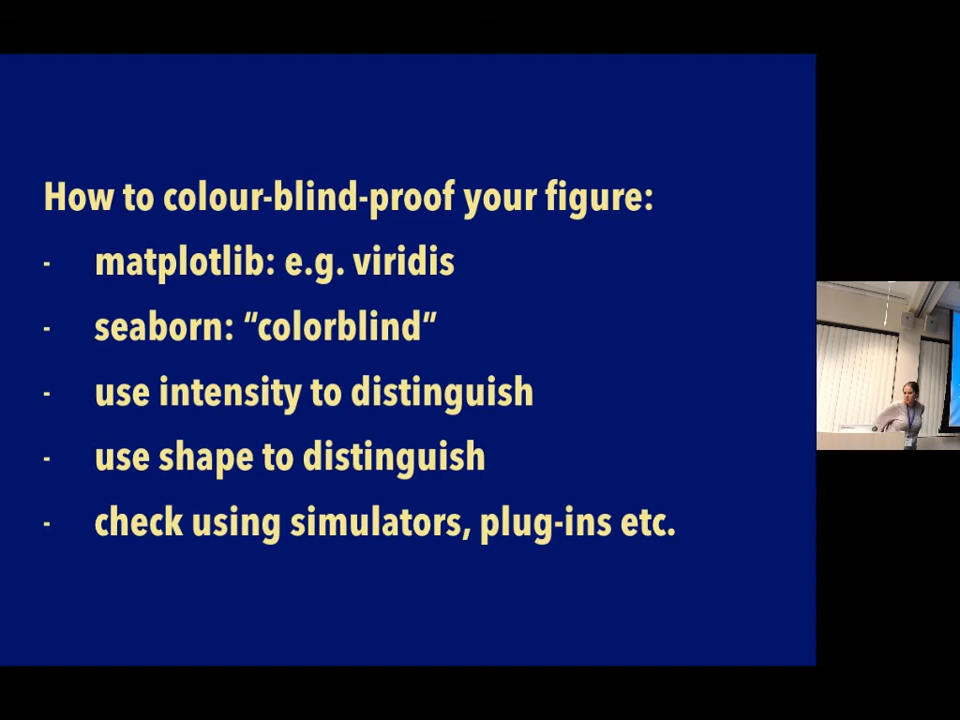 How to colour-blind-proof your figure:
- matplotlib: e.g. viridis
- seaborn: "colorblind"
- use intensity to distinguish
- use shape to distinguish
- check using simulators, plug-ins etc.